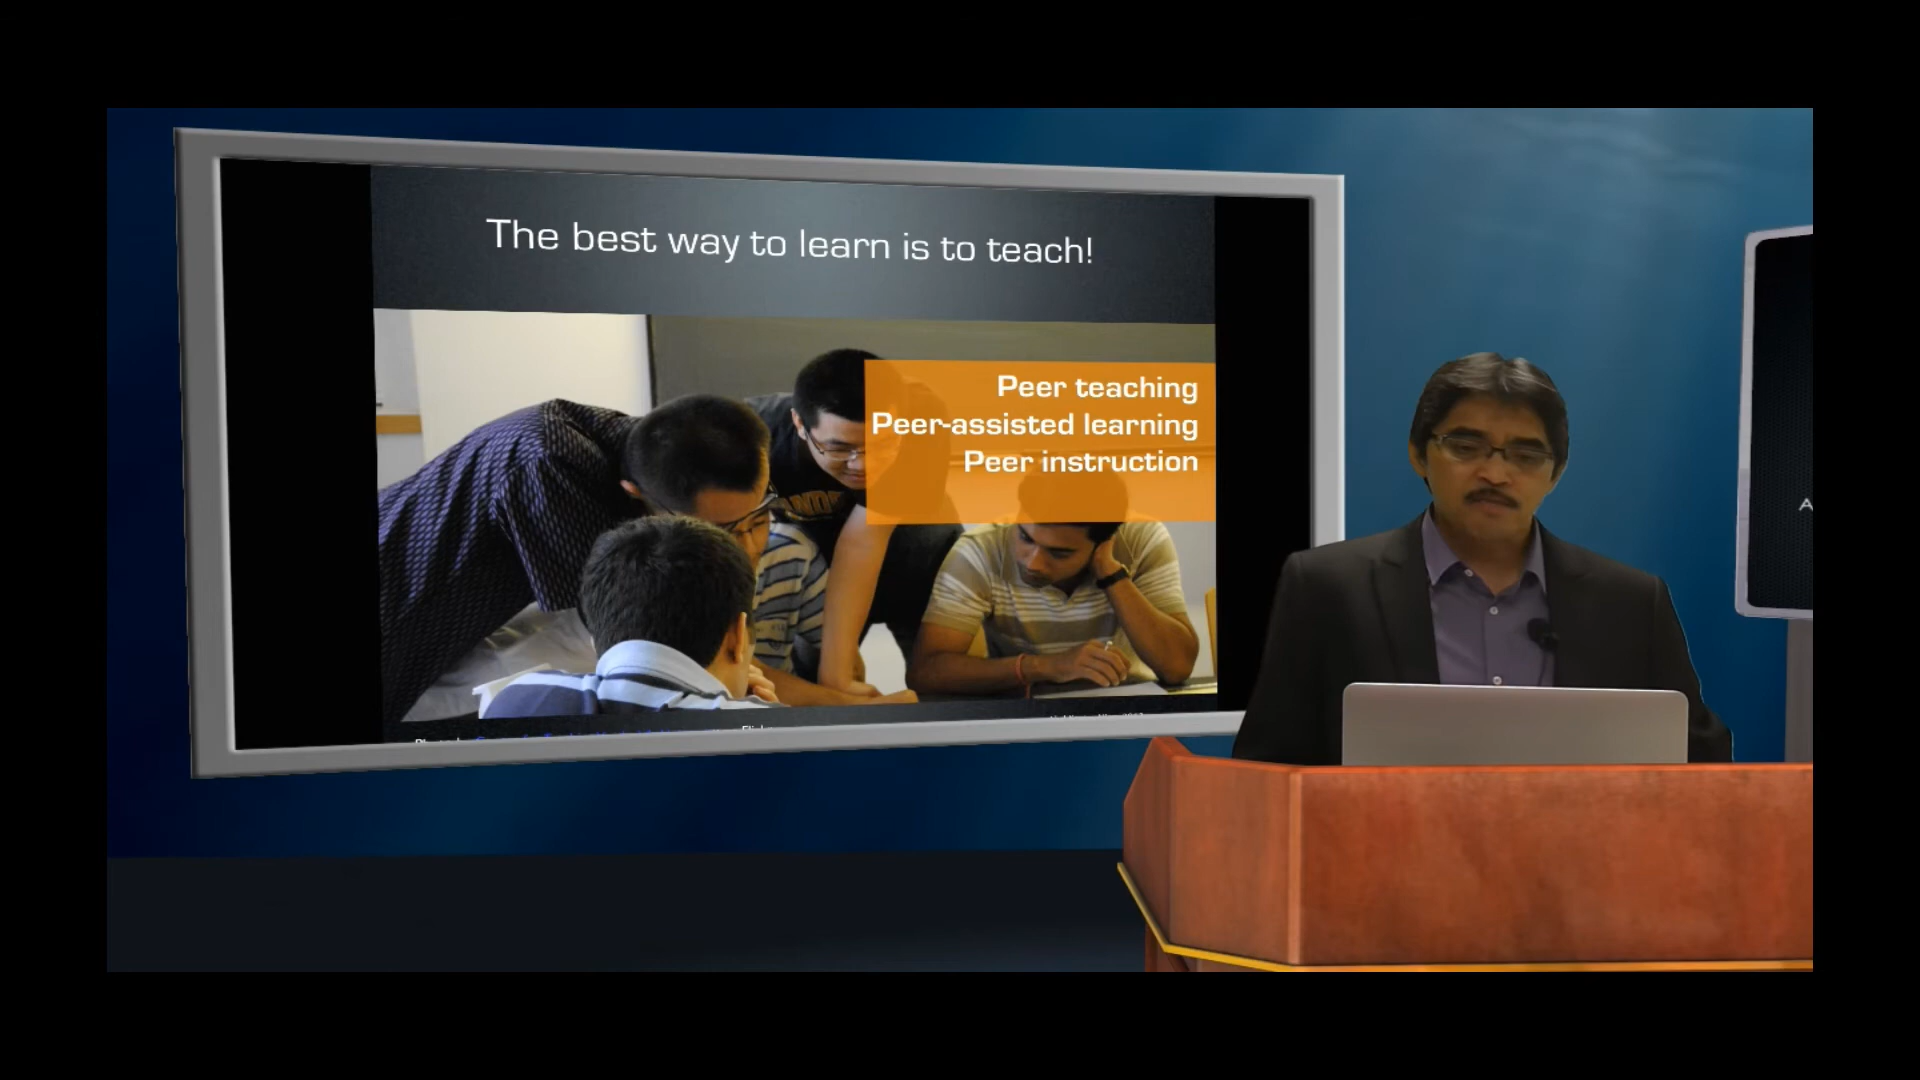 The best way to learn is to teach!
Peer teaching
Peer-assisted learning
Peer instruction